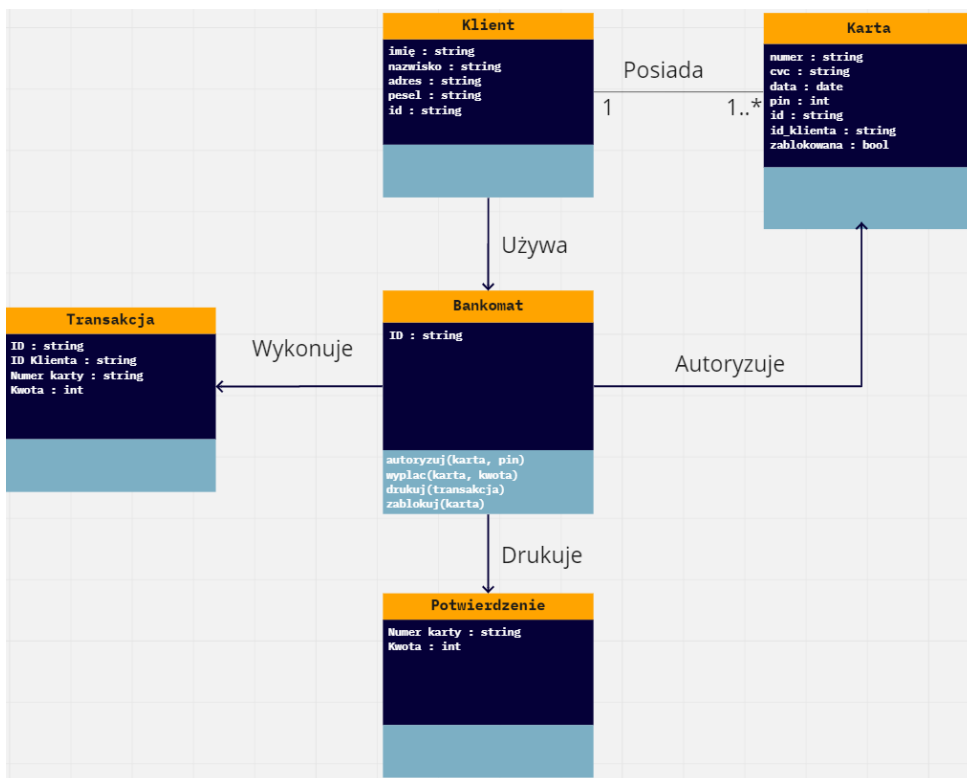 Klient
imię : string
nazwisko : string
adres : string
pesel : string
id : string
Posiada
1
1..*
Karta
numer : string
cvc : string
data : date
pin : int
id : string
id_klienta : string
zablokowana : bool
Używa
Transakcja
ID : string
ID Klienta : string
Numer karty : string
Kwota : int
Wykonuje
Bankomat
ID : string
autoryzuj(karta, pin)
wyplac(karta, kwota)
drukuj(transakcja)
zablokuj(karta)
Autoryzuje
Drukuje
Potwierdzenie
Numer karty : string
Kwota : int